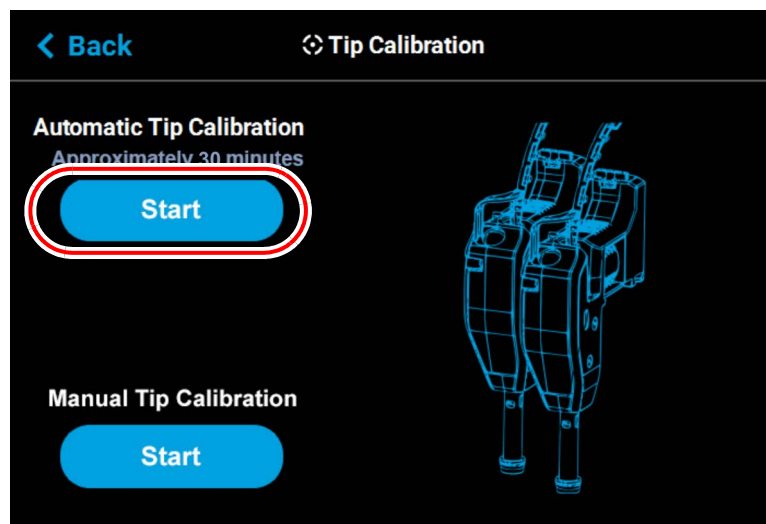 Back
Tip Calibration
Automatic Tip Calibration
Approximately 30 minutes
Start
Manual Tip Calibration
Start